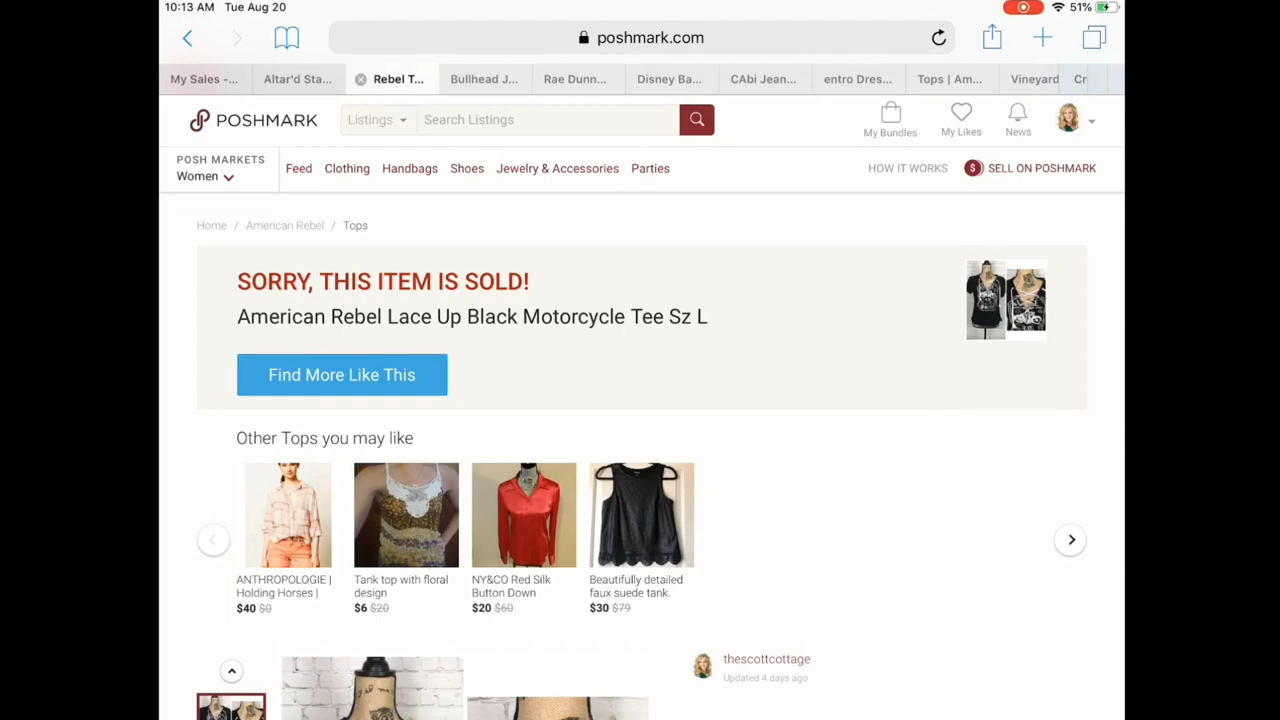 10:13 AM Tue Aug 20
51%
poshmark.com
My Sales -...
Altar'd Sta...
Rebel T...
Bullhead J...
Rae Dunn...
Disney Ba...
CAbi Jean...
entro Dres...
Tops | Am...
Vineyard
Cr
POSHMARK
Listings
Search Listings
My Bundles
My Likes
News
POSH MARKETS
Women
Feed
Clothing
Handbags
Shoes
Jewelry & Accessories
Parties
HOW IT WORKS
$ SELL ON POSHMARK
Home / American Rebel / Tops
SORRY, THIS ITEM IS SOLD!
American Rebel Lace Up Black Motorcycle Tee Sz L
Find More Like This
Other Tops you may like
ANTHROPOLOGIE |
Holding Horses |
$40 $0
Tank top with floral
design
$6 $20
NY&CO Red Silk
Button Down
$20 $60
Beautifully detailed
faux suede tank.
$30 $79
thescottcottage
Updated 4 days ago